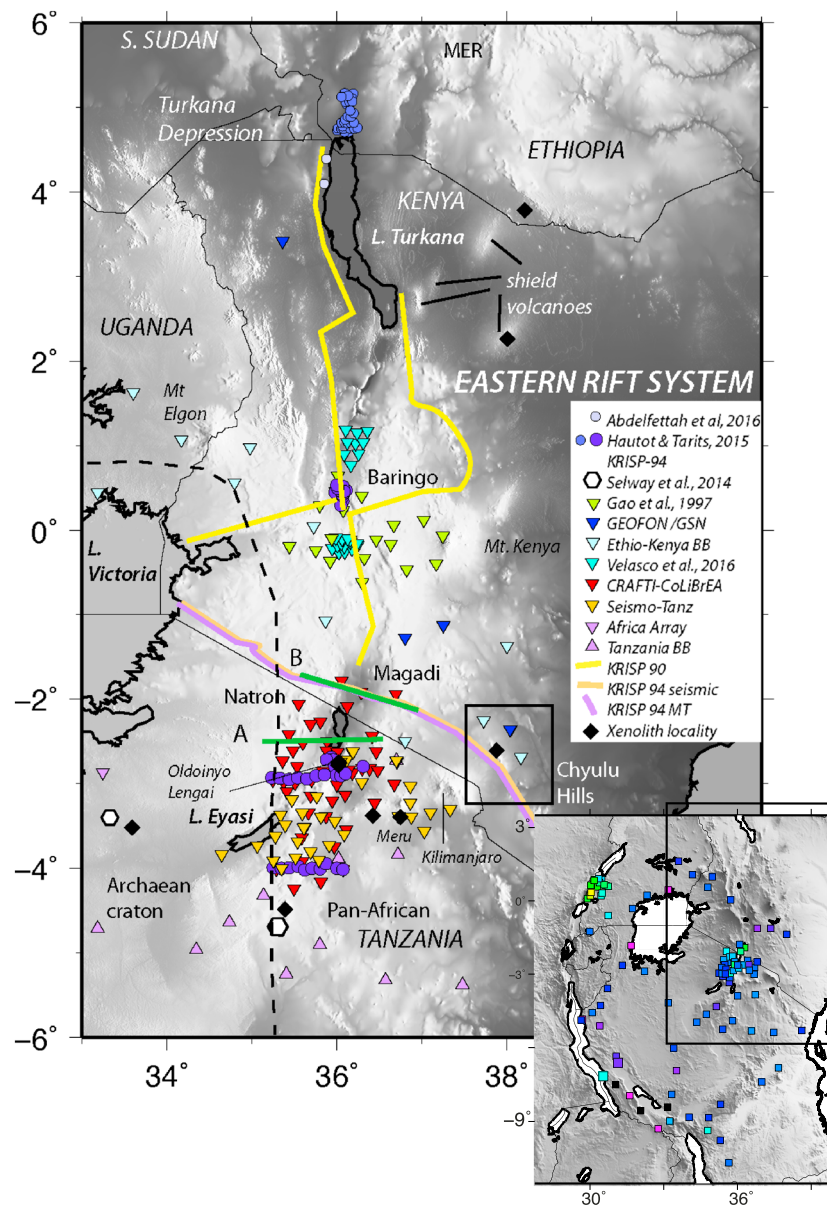 6°
S. SUDAN
MER
Turkana
Depression
ETHIOPIA
4°
KENYA
L. Turkana
shield
volcanoes
UGANDA
2°
EASTERN RIFT SYSTEM
Mt
Elgon
Abdelfettah et al, 2016
Hautot & Tarits, 2015
KRISP-94
Selway et al., 2014
Gao et al., 1997
GEOFON /GSN
Ethio-Kenya BB
Velasco et al., 2016
CRAFTI-CoLiBrEA
Seismo-Tanz
Africa Array
Tanzania BB
KRISP 90
KRISP 94 seismic
KRISP 94 MT
Xenolith locality
Baringo
0°
L.
Victoria
Mt. Kenya
B
Magadi
−2°
Natron
A
Oldoinyo
Lengai
Chyulu
Hills
L. Eyasi
Meru
Kilimanjaro
−4°
Archaean
craton
Pan-African
TANZANIA
−6°
34°
36°
38°
3°
0
−3°
−9°
30°
36°